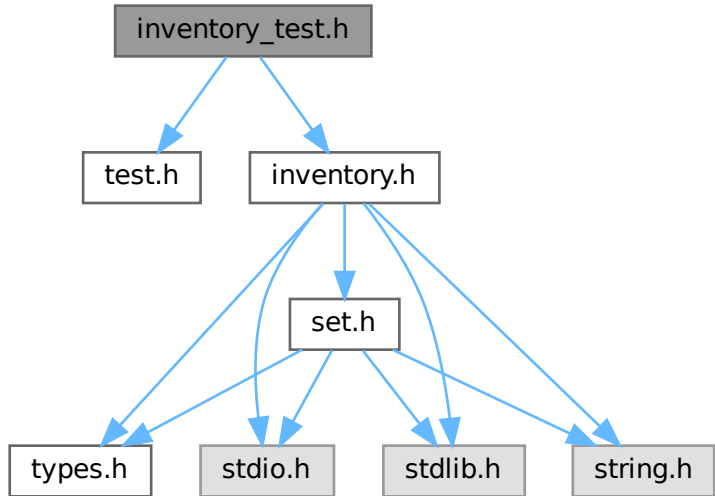 inventory_test.h
test.h
inventory.h
set.h
types.h
stdio.h
stdlib.h
string.h